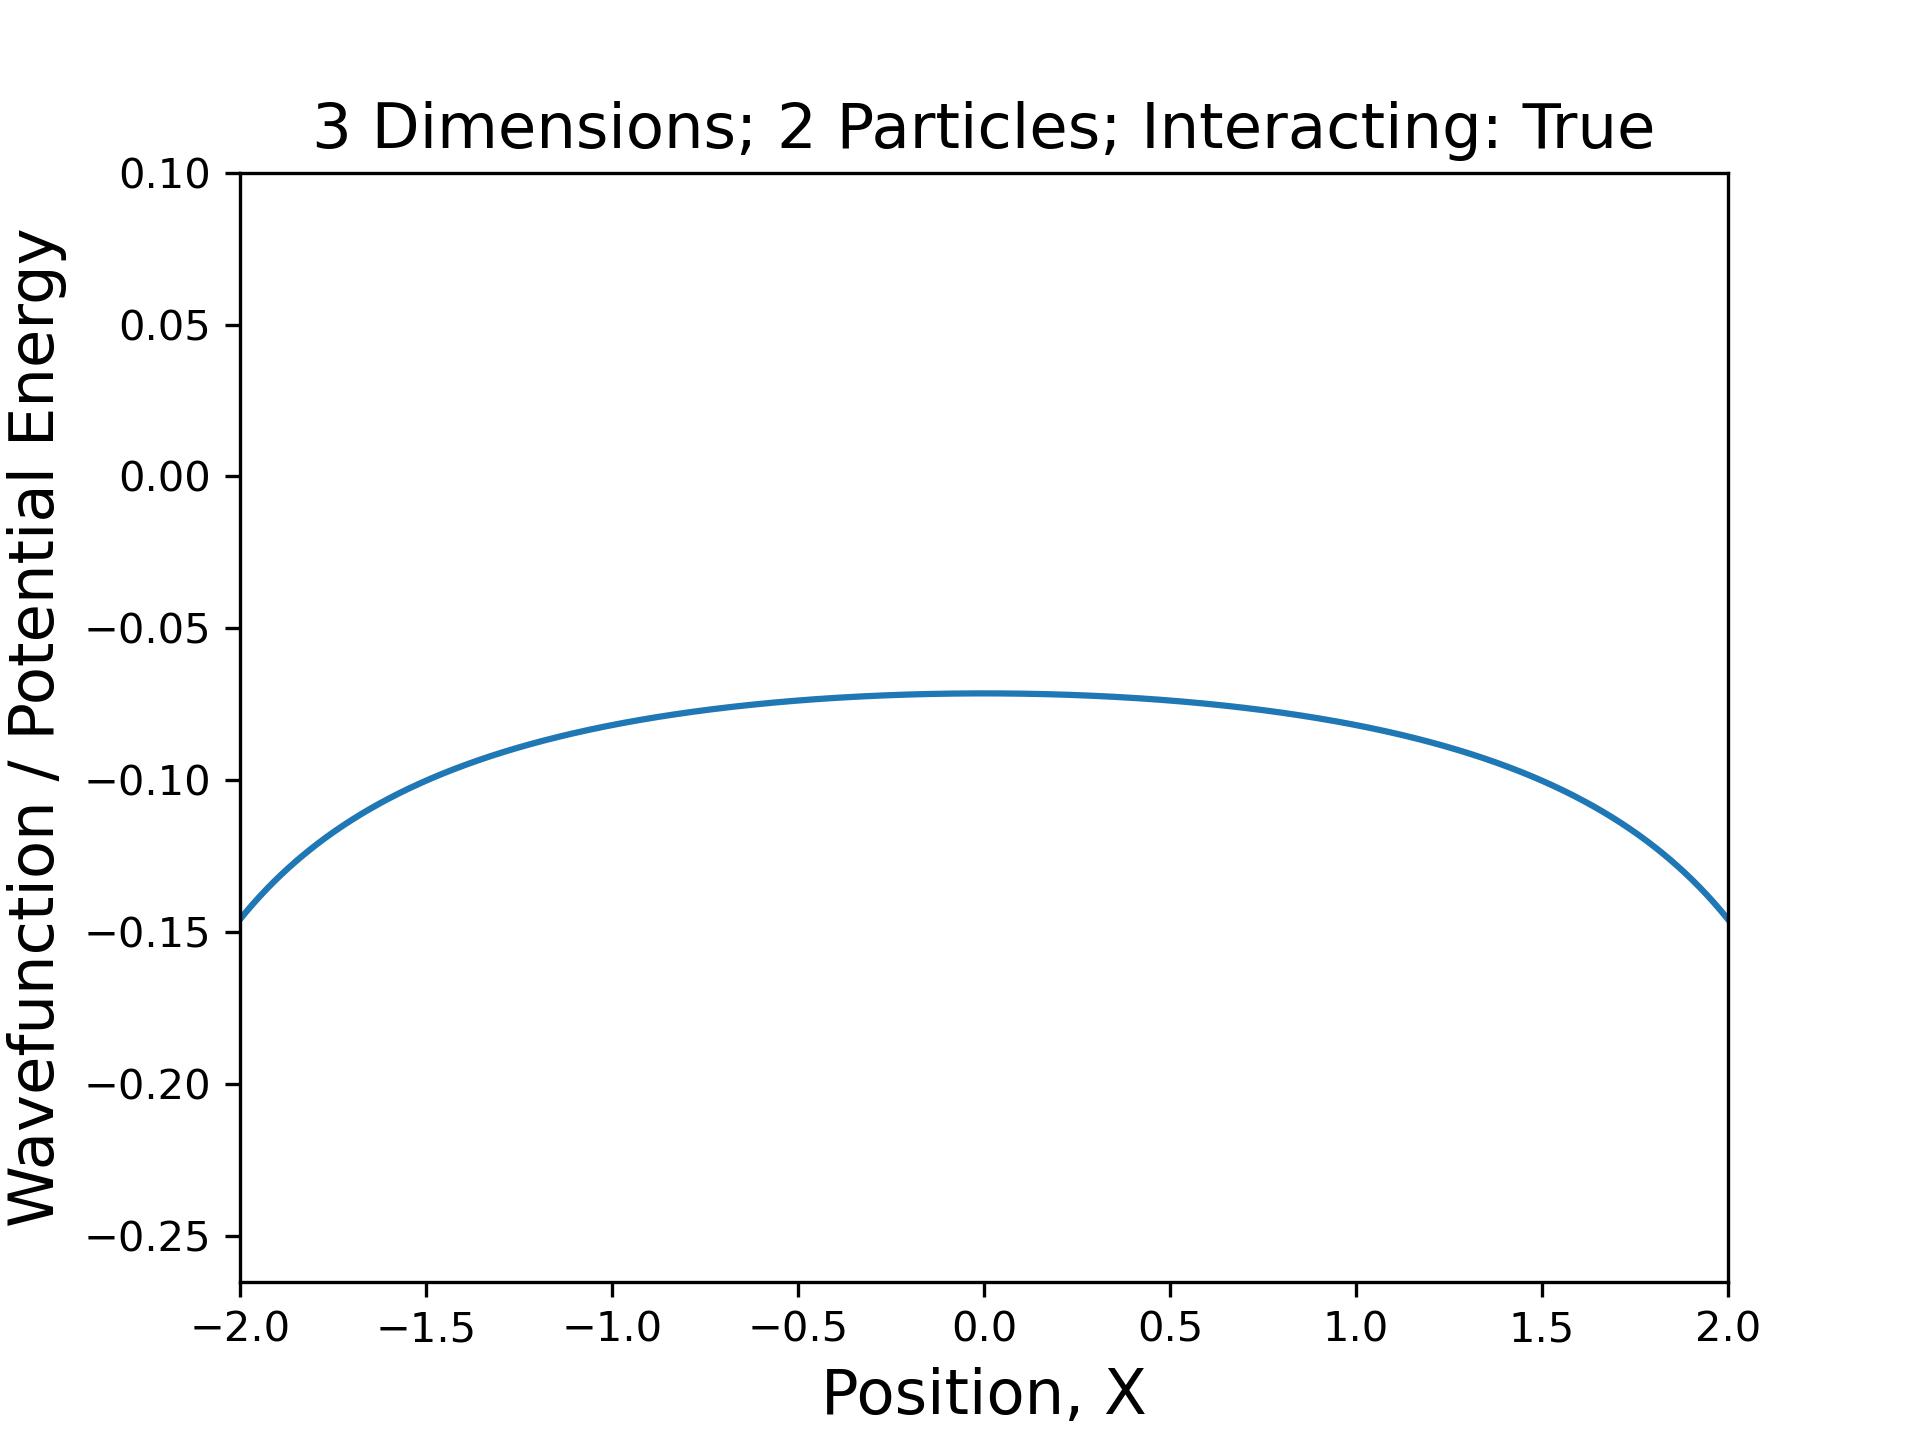 3 Dimensions; 2 Particles; Interacting: True
Wavefunction / Potential Energy
0.10
0.05
0.00
−0.05
−0.10
−0.15
−0.20
−0.25
−2.0 −1.5 −1.0 −0.5 0.0 0.5 1.0 1.5 2.0
Position, X